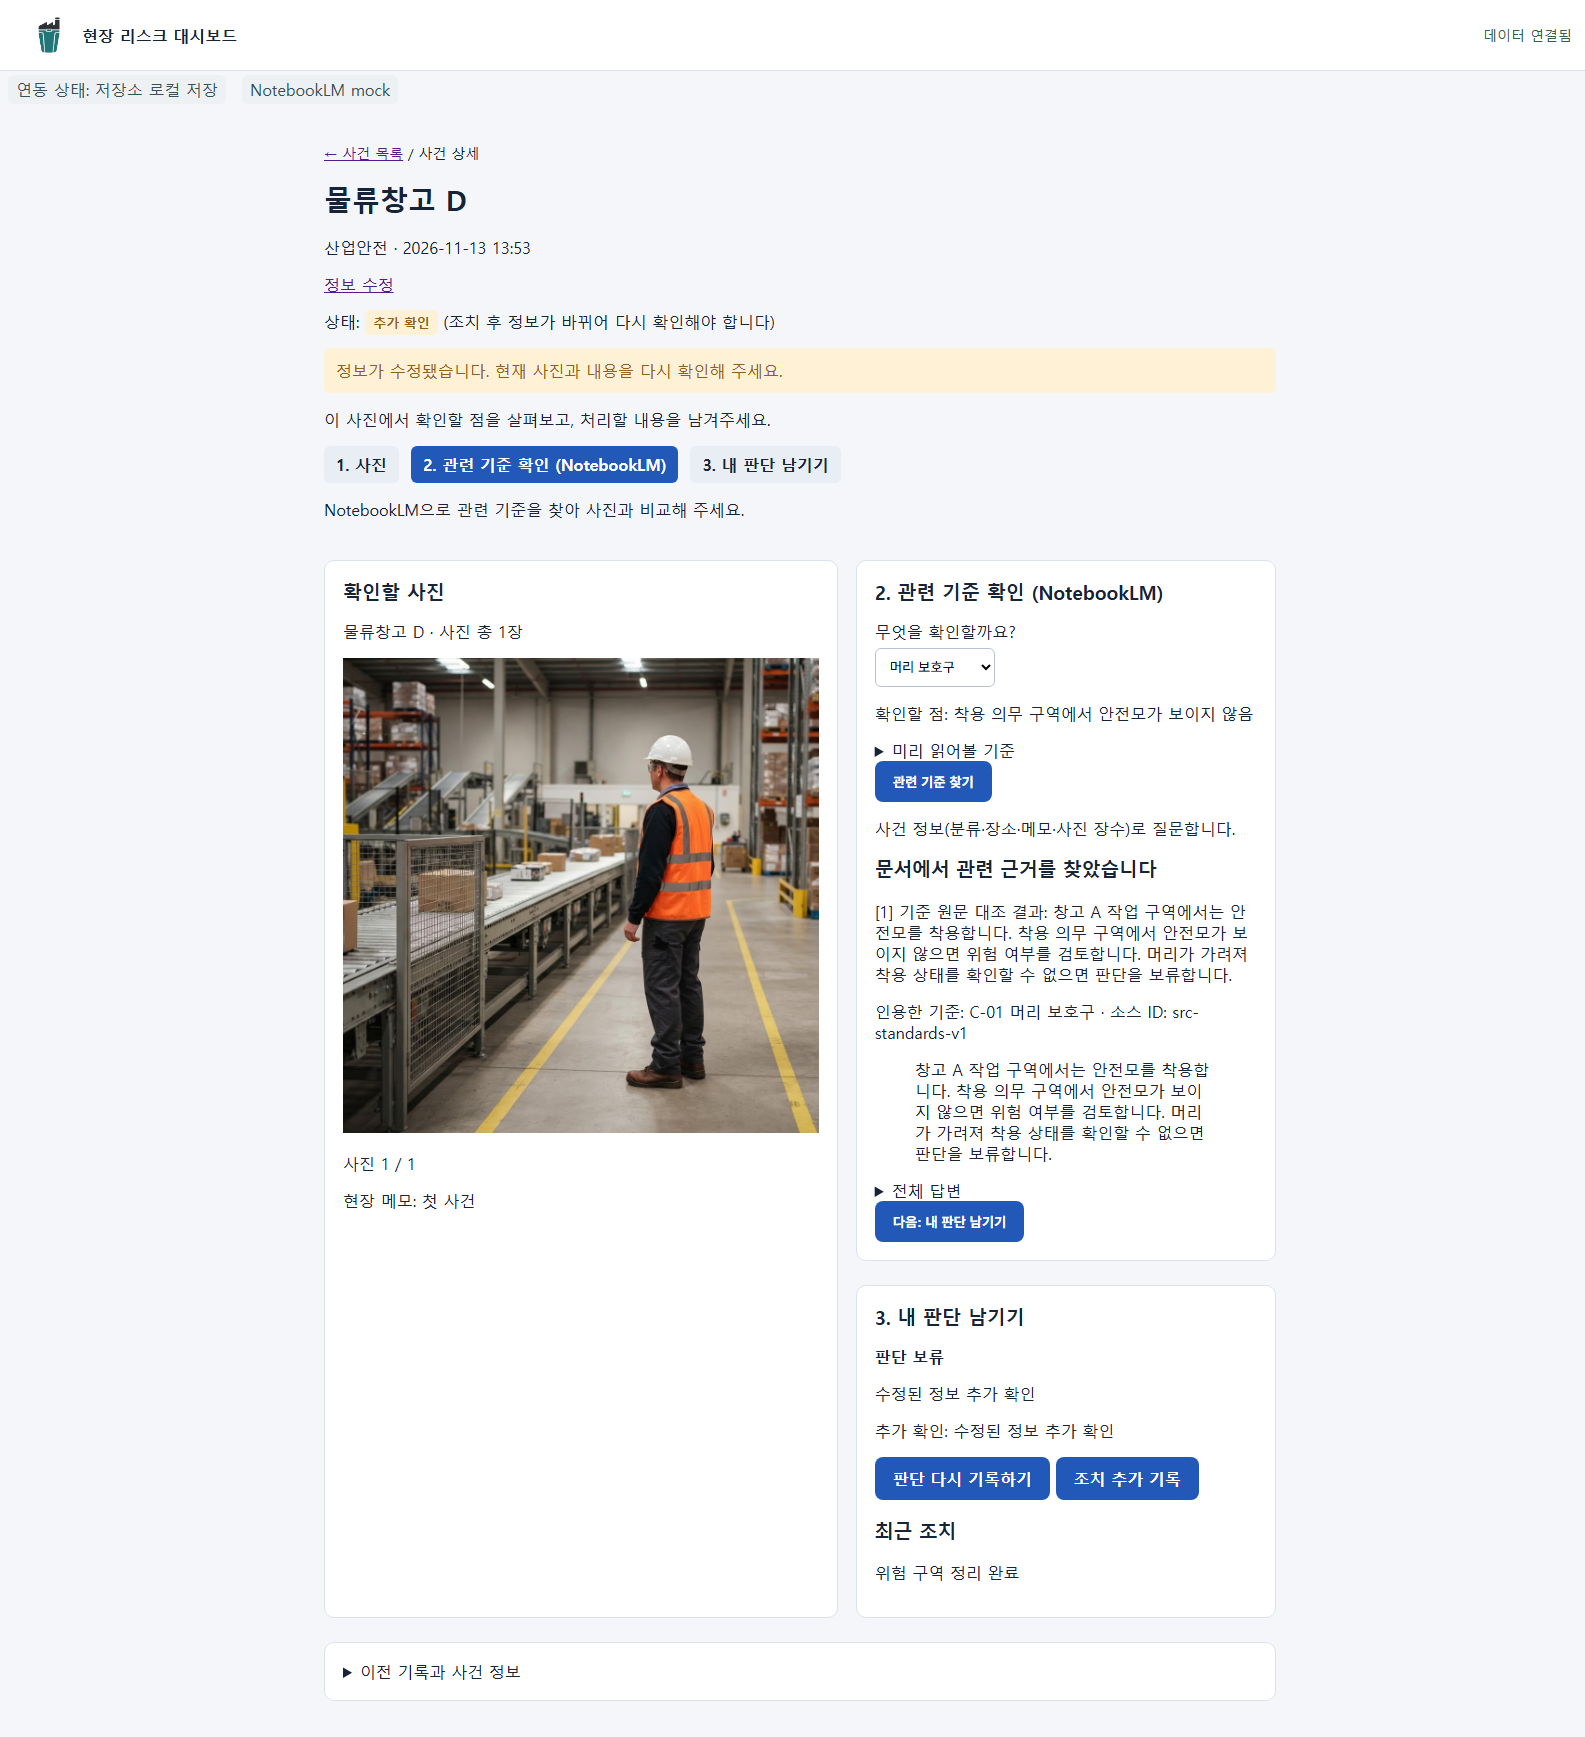 현장 리스크 대시보드
데이터 연결됨
연동 상태: 저장소 로컬 저장
NotebookLM mock
← 사건 목록 / 사건 상세
물류창고 D
산업안전 · 2026-11-13 13:53
정보 수정
상태: 추가 확인 (조치 후 정보가 바뀌어 다시 확인해야 합니다)
정보가 수정됐습니다. 현재 사진과 내용을 다시 확인해 주세요.
이 사진에서 확인할 점을 살펴보고, 처리할 내용을 남겨주세요.
1. 사진
2. 관련 기준 확인 (NotebookLM)
3. 내 판단 남기기
NotebookLM으로 관련 기준을 찾아 사진과 비교해 주세요.
확인할 사진
물류창고 D · 사진 총 1장
사진 1 / 1
현장 메모: 첫 사건
2. 관련 기준 확인 (NotebookLM)
무엇을 확인할까요?
머리 보호구
확인할 점: 착용 의무 구역에서 안전모가 보이지 않음
▶ 미리 읽어볼 기준
관련 기준 찾기
사건 정보(분류·장소·메모·사진 장수)로 질문합니다.
문서에서 관련 근거를 찾았습니다
[1] 기준 원문 대조 결과: 창고 A 작업 구역에서는 안
전모를 착용합니다. 착용 의무 구역에서 안전모가 보
이지 않으면 위험 여부를 검토합니다. 머리가 가려져
착용 상태를 확인할 수 없으면 판단을 보류합니다.
인용한 기준: C-01 머리 보호구 · 소스 ID: src-
standards-v1
창고 A 작업 구역에서는 안전모를 착용합
니다. 착용 의무 구역에서 안전모가 보이
지 않으면 위험 여부를 검토합니다. 머리
가 가려져 착용 상태를 확인할 수 없으면
판단을 보류합니다.
▶ 전체 답변
다음: 내 판단 남기기
3. 내 판단 남기기
판단 보류
수정된 정보 추가 확인
추가 확인: 수정된 정보 추가 확인
판단 다시 기록하기
조치 추가 기록
최근 조치
위험 구역 정리 완료
▶ 이전 기록과 사건 정보